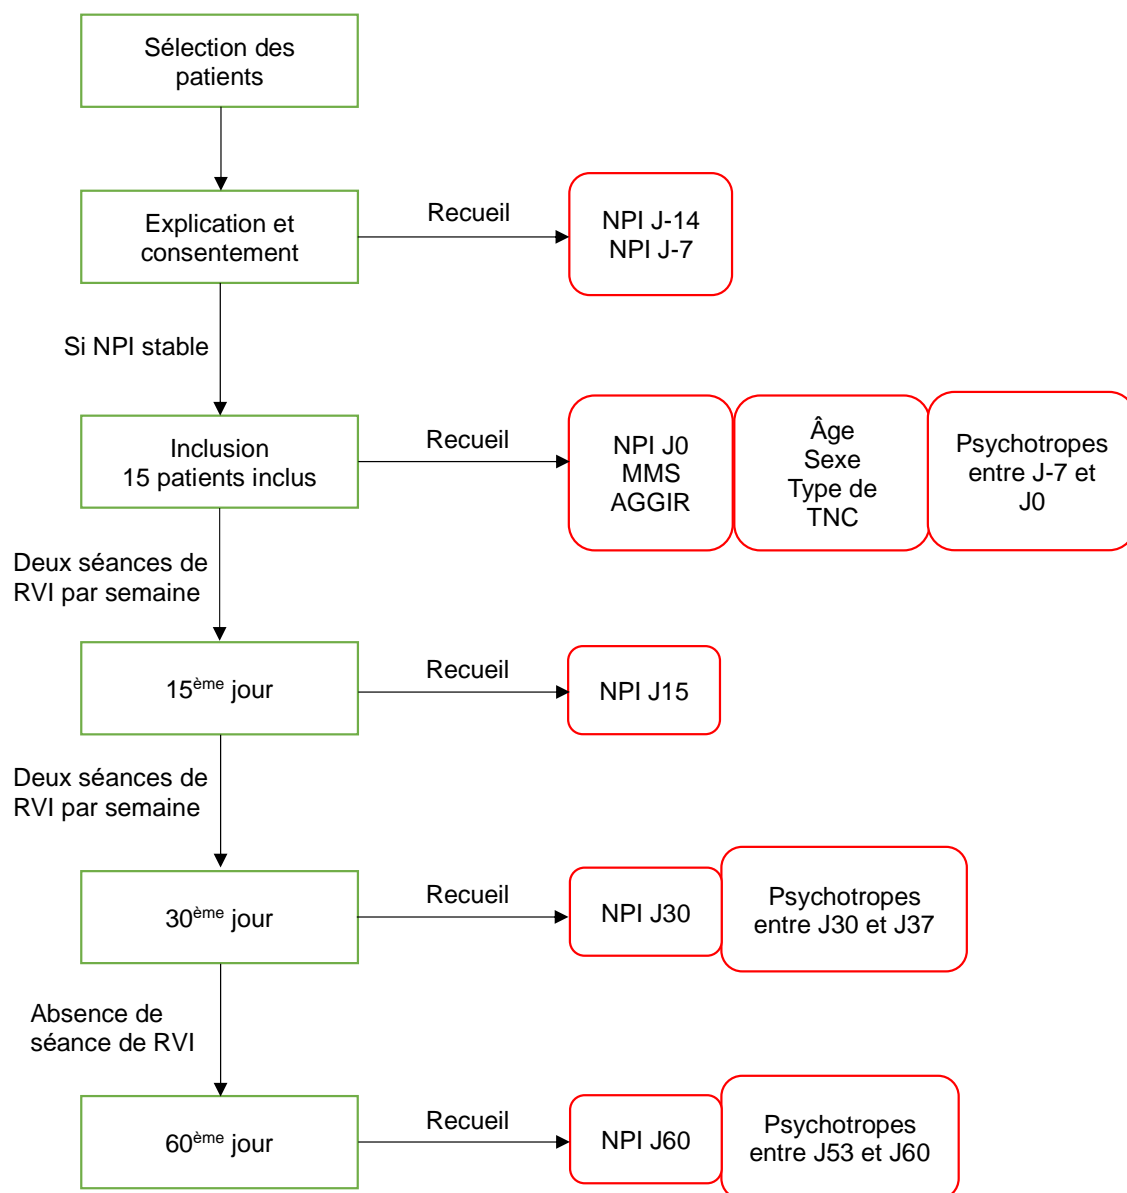 Sélection des
patients
Explication et
consentement
Recueil
NPI J-14
NPI J-7
Si NPI stable
Inclusion
15 patients inclus
Recueil
NPI J0
MMS
AGGIR
Âge
Sexe
Type de
TNC
Psychotropes
entre J-7 et
J0
Deux séances de
RVI par semaine
15ème jour
Recueil
NPI J15
Deux séances de
RVI par semaine
30ème jour
Recueil
NPI J30
Psychotropes
entre J30 et J37
Absence de
séance de RVI
60ème jour
Recueil
NPI J60
Psychotropes
entre J53 et J60